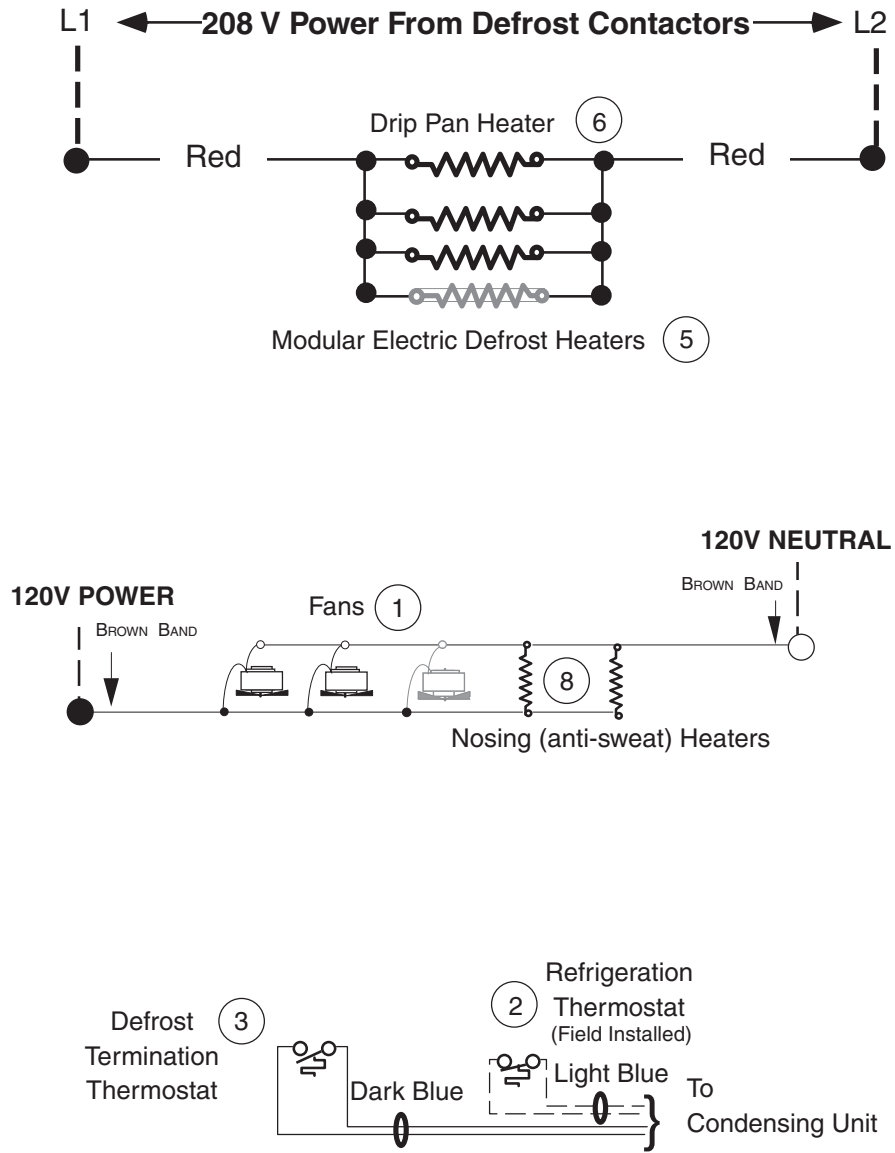 L1 208 V Power From Defrost Contactors L2
Drip Pan Heater 6
Red Red
Modular Electric Defrost Heaters 5
120V NEUTRAL
BROWN BAND
120V POWER
BROWN BAND
Fans 1
8
Nosing (anti-sweat) Heaters
Defrost 3
Termination
Thermostat
Dark Blue
2 Refrigeration
Thermostat
(Field Installed)
Light Blue
To
Condensing Unit